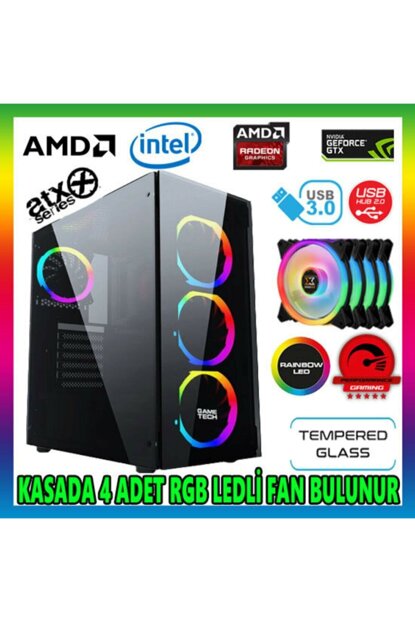 AMD
intel
AMD
RADEON
GRAPHICS
NVIDIA
GEFORCE
GTX
atx
series
USB
3.0
USB
HUB 2.0
GAME
TECH
RAINBOW
LED
PERFORMANCE
GAMING
TEMPERED
GLASS
KASADA 4 ADET RGB LEDLİ FAN BULUNUR